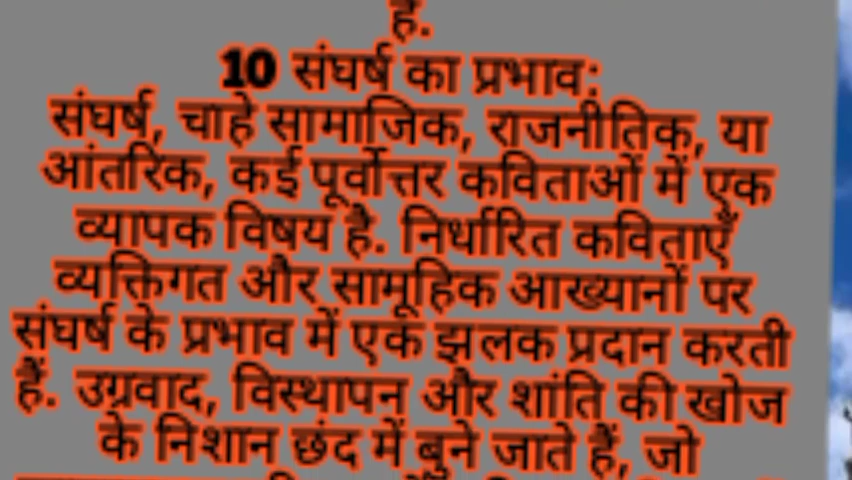 हैं.
10 संघर्ष का प्रभाव:
संघर्ष, चाहे सामाजिक, राजनीतिक, या
आंतरिक, कई पूर्वोत्तर कविताओं में एक
व्यापक विषय है. निर्धारित कविताएँ
व्यक्तिगत और सामूहिक आख्यानों पर
संघर्ष के प्रभाव में एक झलक प्रदान करती
हैं. उग्रवाद, विस्थापन और शांति की खोज
के निशान छंद में बुने जाते हैं, जो